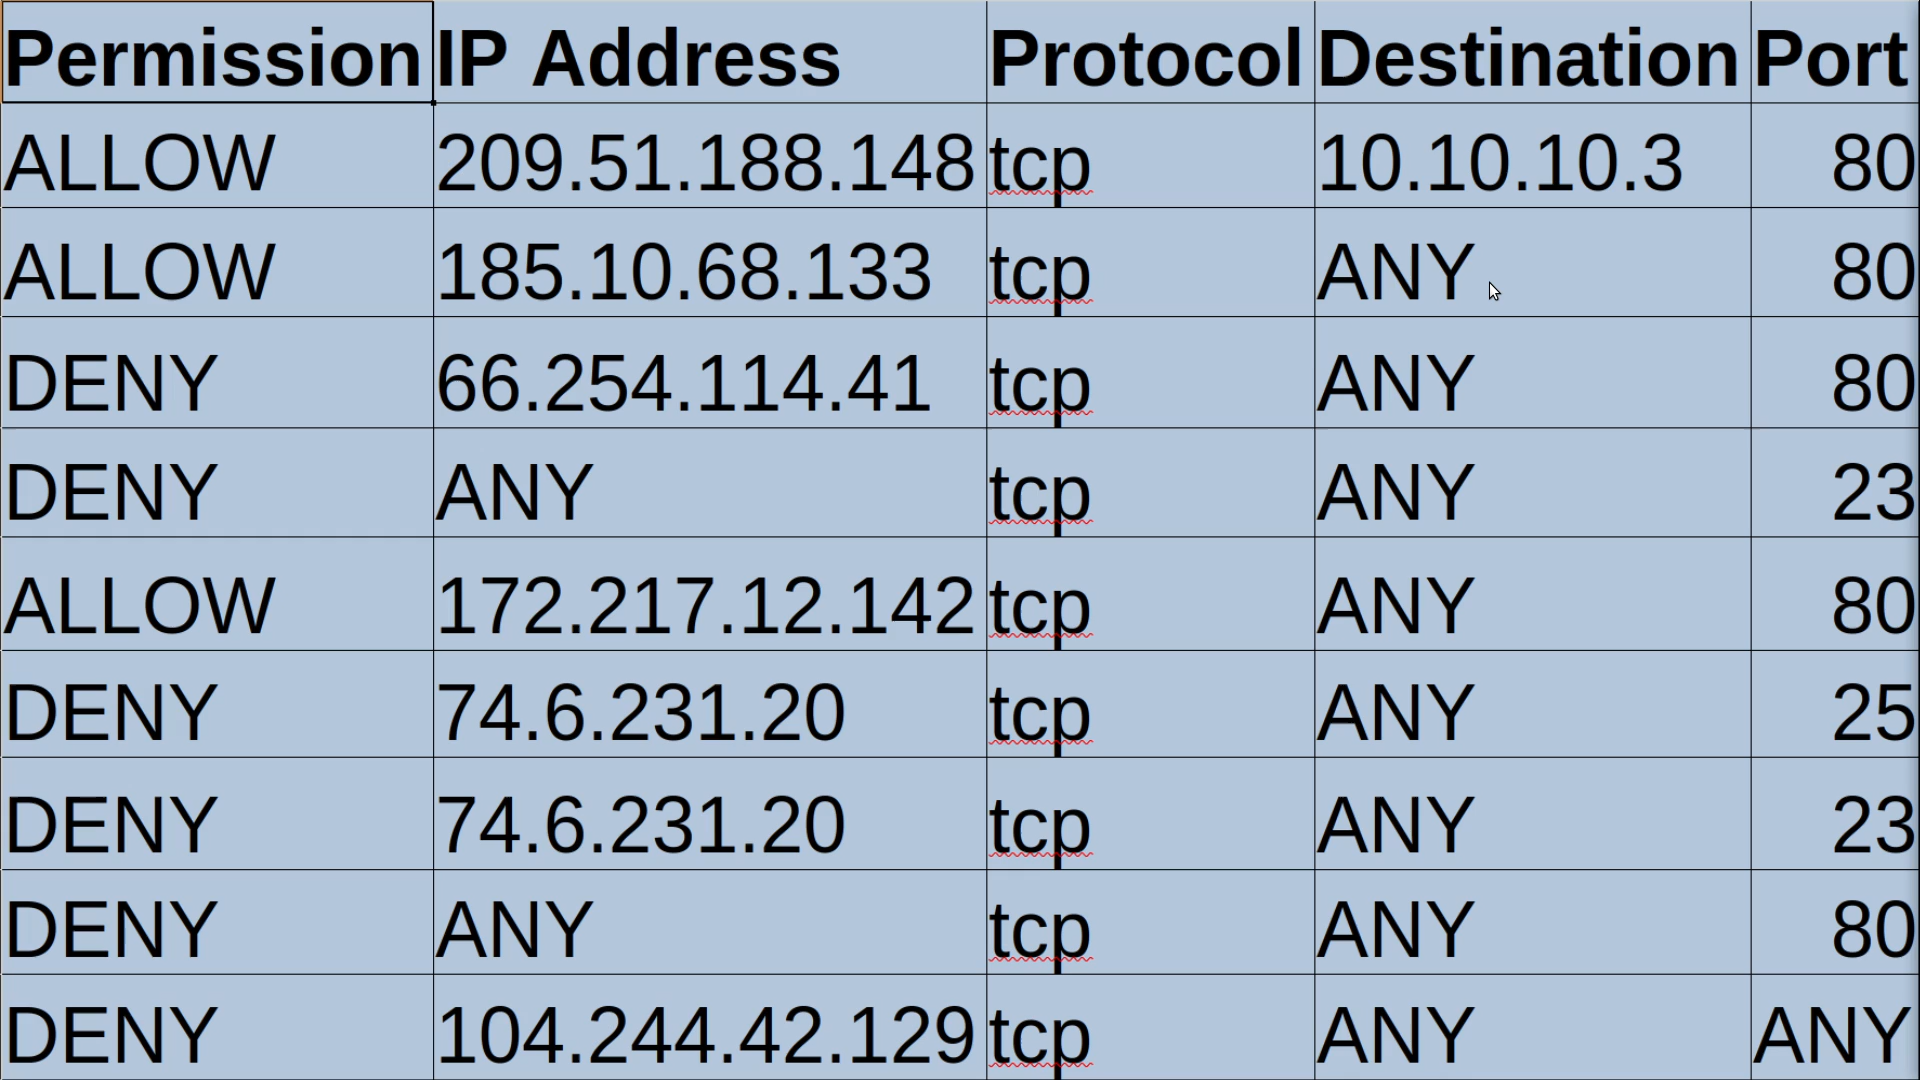 Permission IP Address Protocol Destination Port
ALLOW 209.51.188.148 tcp 10.10.10.3 80
ALLOW 185.10.68.133 tcp ANY 80
DENY 66.254.114.41 tcp ANY 80
DENY ANY tcp ANY 23
ALLOW 172.217.12.142 tcp ANY 80
DENY 74.6.231.20 tcp ANY 25
DENY 74.6.231.20 tcp ANY 23
DENY ANY tcp ANY 80
DENY 104.244.42.129 tcp ANY ANY